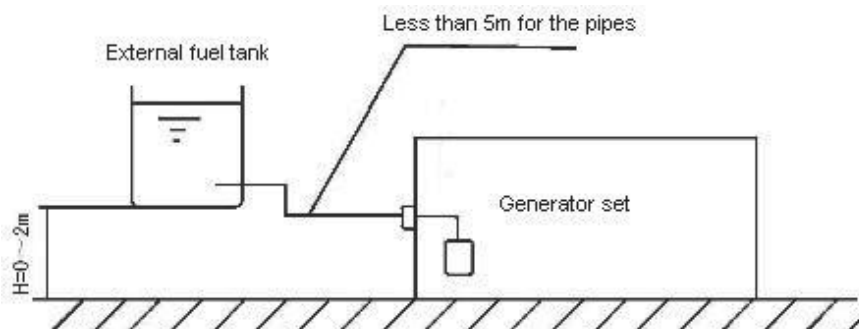 Less than 5m for the pipes
External fuel tank
Generator set
H=0～2m